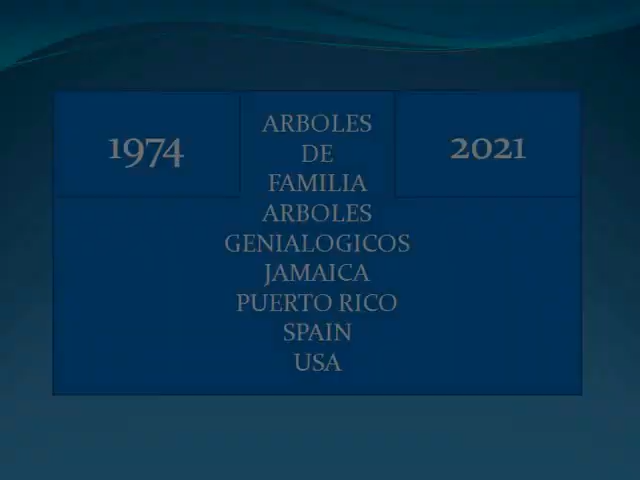 1974
2021
ARBOLES
DE
FAMILIA
ARBOLES
GENIALOGICOS
JAMAICA
PUERTO RICO
SPAIN
USA